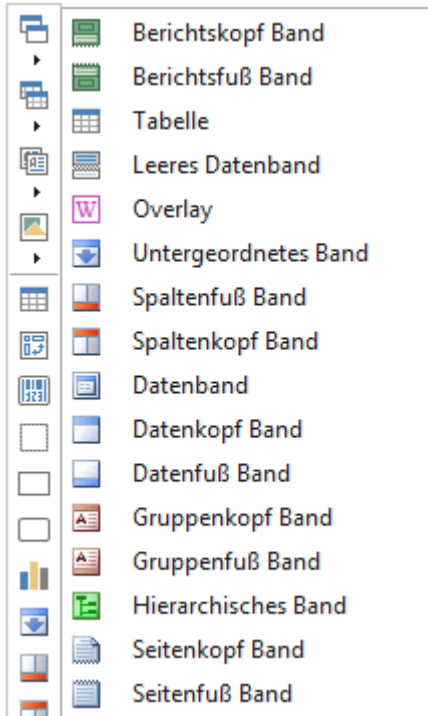 Berichtskopf Band
Berichtsfuß Band
Tabelle
Leeres Datenband
Overlay
Untergeordnetes Band
Spaltenfuß Band
Spaltenkopf Band
Datenband
Datenkopf Band
Datenfuß Band
Gruppenkopf Band
Gruppenfuß Band
Hierarchisches Band
Seitenkopf Band
Seitenfuß Band